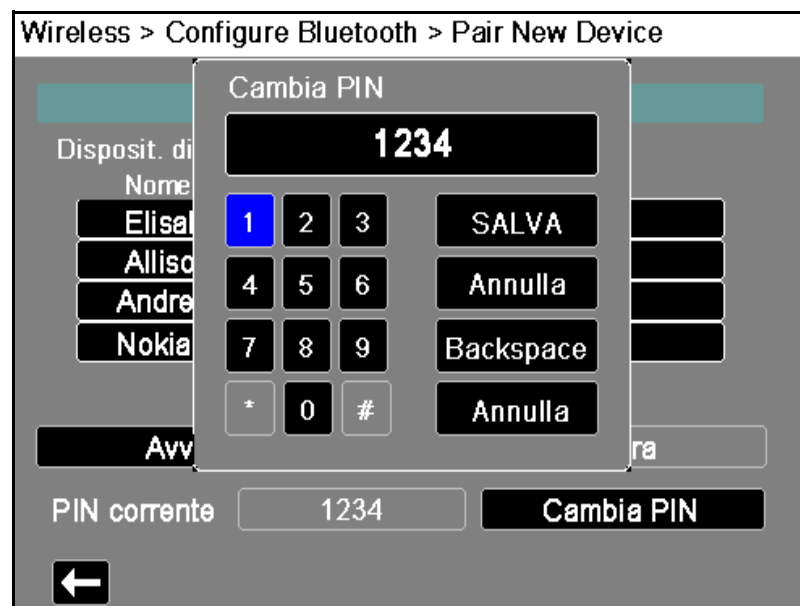 Wireless > Configure Bluetooth > Pair New Device
Cambia PIN
1234
Disposit. di
Nome
Elisal
Alliso
Andre
Nokia
1 2 3 SALVA
4 5 6 Annulla
7 8 9 Backspace
* 0 # Annulla
Avv
ra
PIN corrente 1234 Cambia PIN